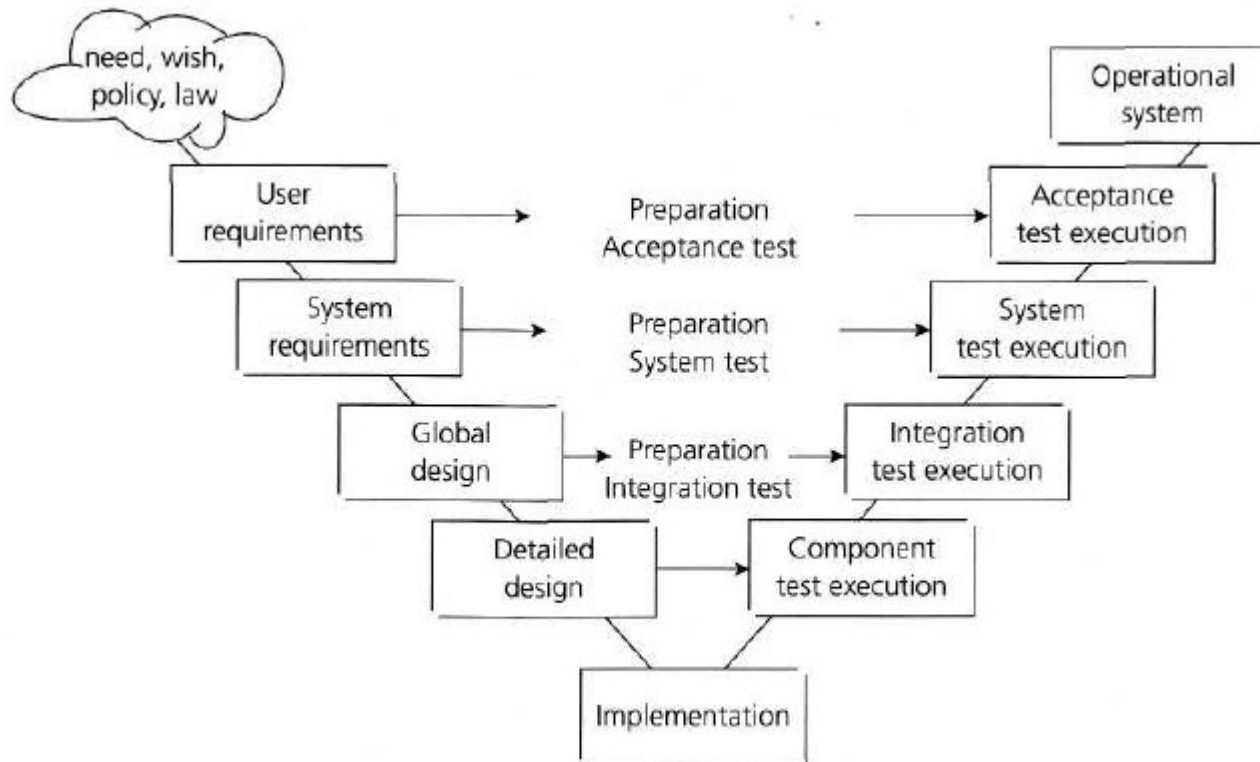 need, wish,
policy, law
Operational
system
User
requirements
Preparation
Acceptance test
Acceptance
test execution
System
requirements
Preparation
System test
System
test execution
Global
design
Preparation
Integration test
Integration
test execution
Detailed
design
Component
test execution
Implementation